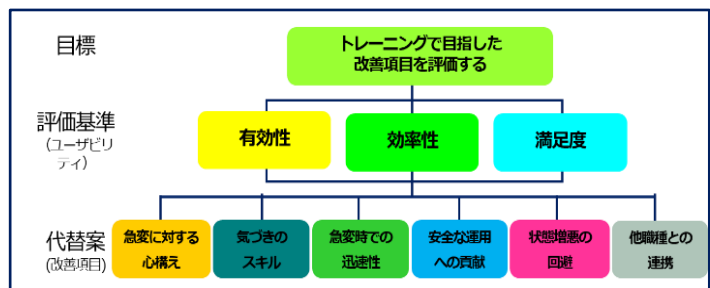 目標
トレーニングで目指した
改善項目を評価する
評価基準
(ユーザビリ
ティ)
有効性
効率性
満足度
代替案
(改善項目)
急変に対する
心構え
気づきの
スキル
急変時での
迅速性
安全な運用
への貢献
状態増悪の
回避
他職種との
連携